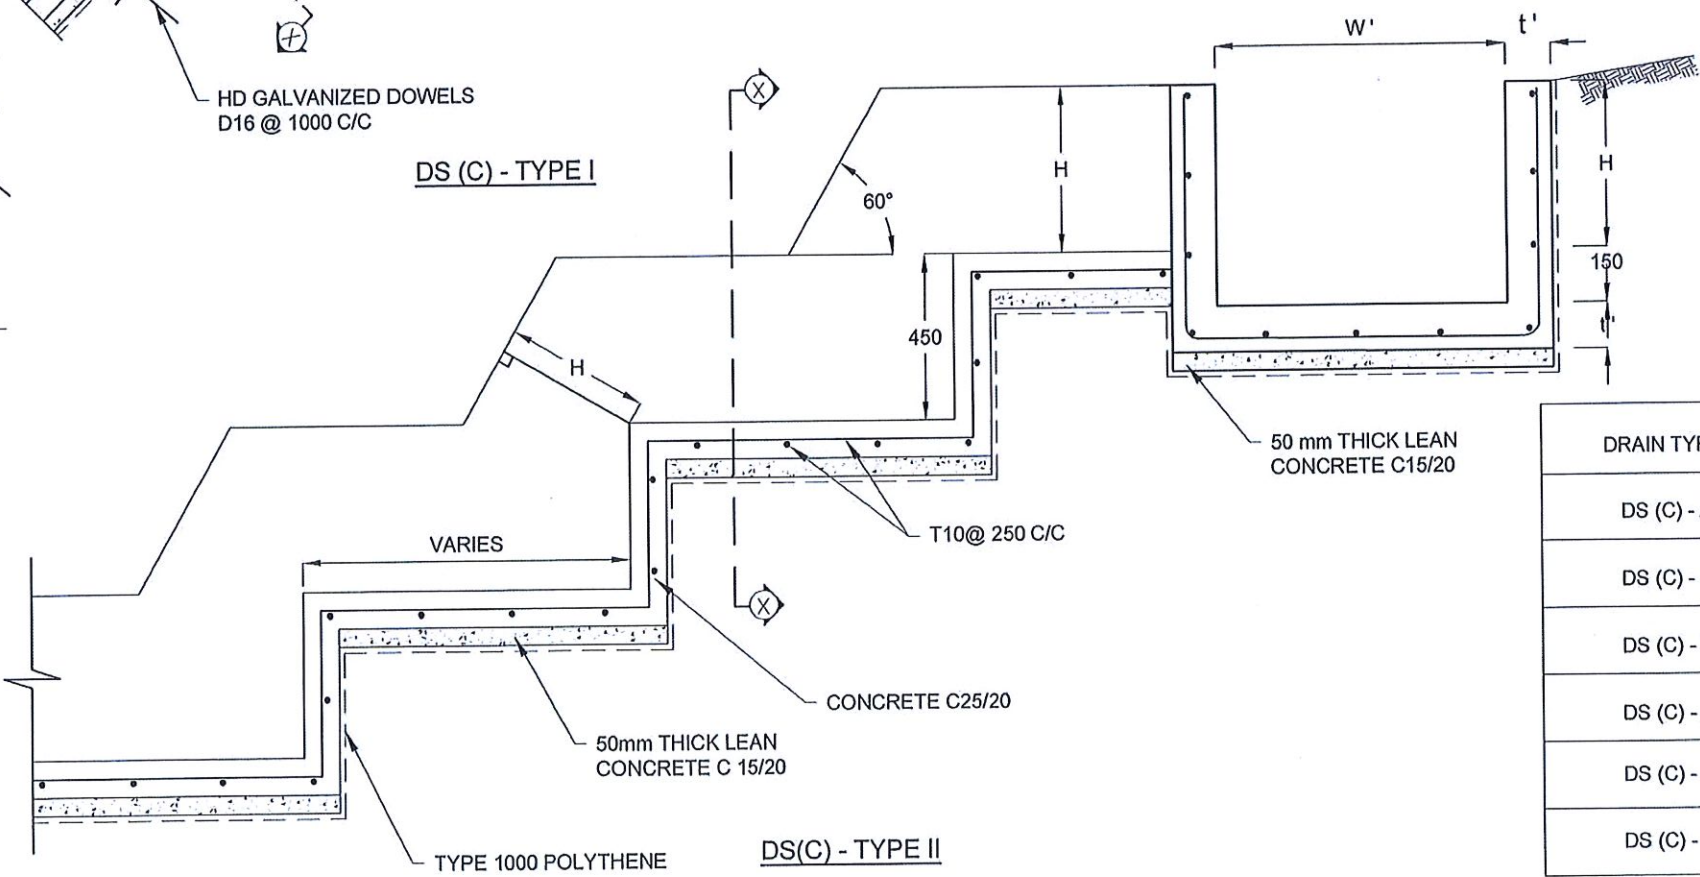 W'
t'
HD GALVANIZED DOWELS
D16 @ 1000 C/C
X
DS (C) - TYPE I
H
H
60°
150
450
t'
H
50 mm THICK LEAN
CONCRETE C15/20
T10@ 250 C/C
VARIES
X
CONCRETE C25/20
50mm THICK LEAN
CONCRETE C 15/20
TYPE 1000 POLYTHENE
DS(C) - TYPE II
DRAIN TYP
DS (C) -
DS (C) -
DS (C) -
DS (C) -
DS (C) -
DS (C) -